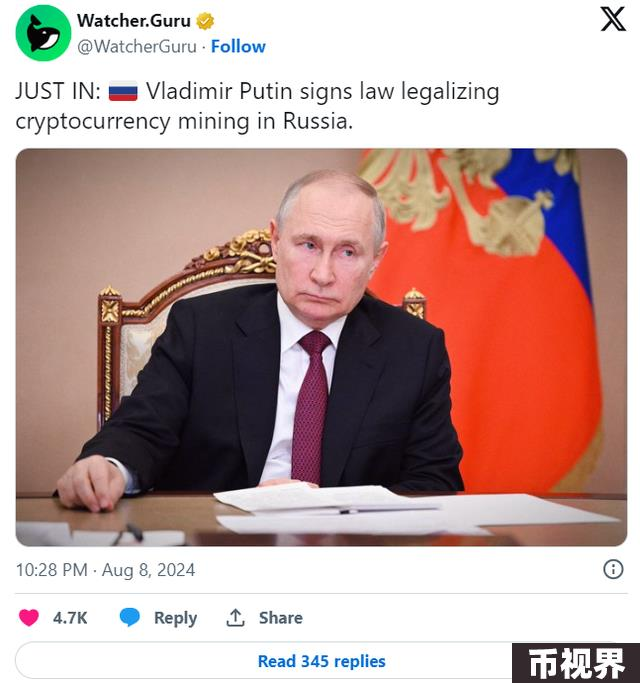 Watcher.Guru
@WatcherGuru · Follow
JUST IN: 🇷🇺 Vladimir Putin signs law legalizing
cryptocurrency mining in Russia.
10:28 PM · Aug 8, 2024
4.7K Reply Share
Read 345 replies
币视界